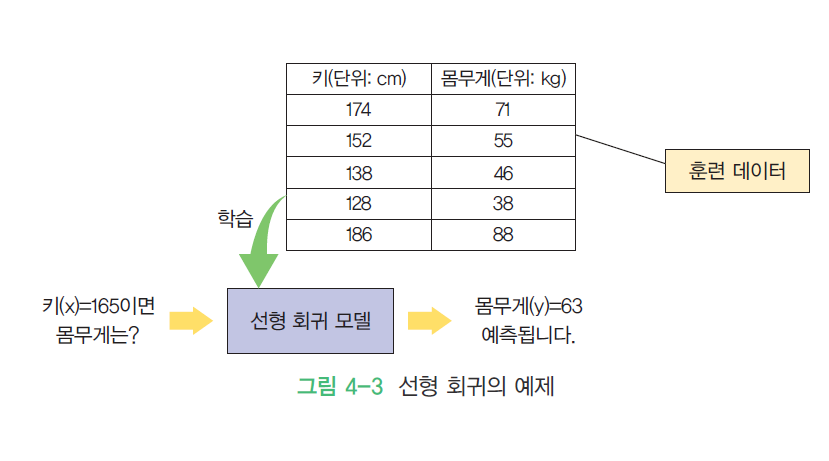 키(단위: cm) 몸무게(단위: kg)
174 71
152 55
138 46
128 38
186 88
훈련 데이터
학습
키(x)=165이면
몸무게는?
선형 회귀 모델
몸무게(y)=63
예측됩니다.
그림 4-3 선형 회귀의 예제